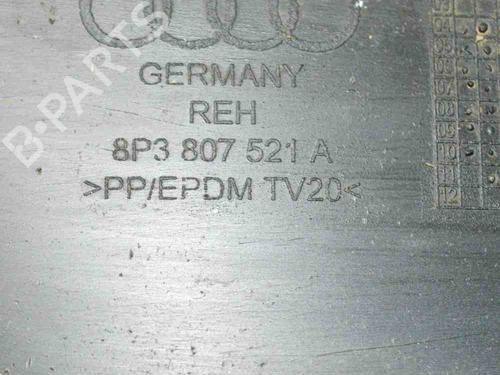 GERMANY
REH
8P3 807 521 A
>PP/EPDM TV20<
B-PARTS